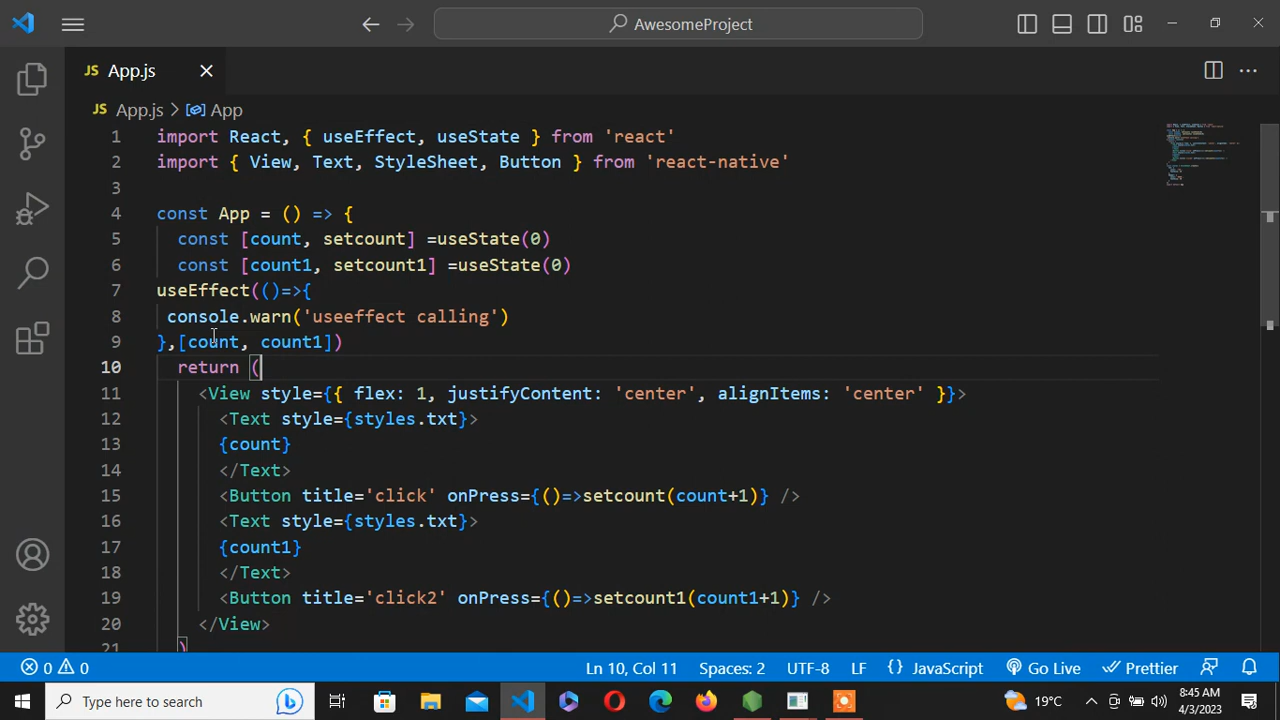 AwesomeProject
JS App.js
JS App.js > App
1 import React, { useEffect, useState } from 'react'
2 import { View, Text, StyleSheet, Button } from 'react-native'
3
4 const App = () => {
5 const [count, setcount] =useState(0)
6 const [count1, setcount1] =useState(0)
7 useEffect(()=>{
8 console.warn('useeffect calling')
9 },[count, count1])
10 return (
11 <View style={{ flex: 1, justifyContent: 'center', alignItems: 'center' }}>
12 <Text style={styles.txt}>
13 {count}
14 </Text>
15 <Button title='click' onPress={()=>setcount(count+1)} />
16 <Text style={styles.txt}>
17 {count1}
18 </Text>
19 <Button title='click2' onPress={()=>setcount1(count1+1)} />
20 </View>
21 )
0 0 Ln 10, Col 11 Spaces: 2 UTF-8 LF {} JavaScript Go Live Prettier
Type here to search 19°C 8:45 AM
4/3/2023